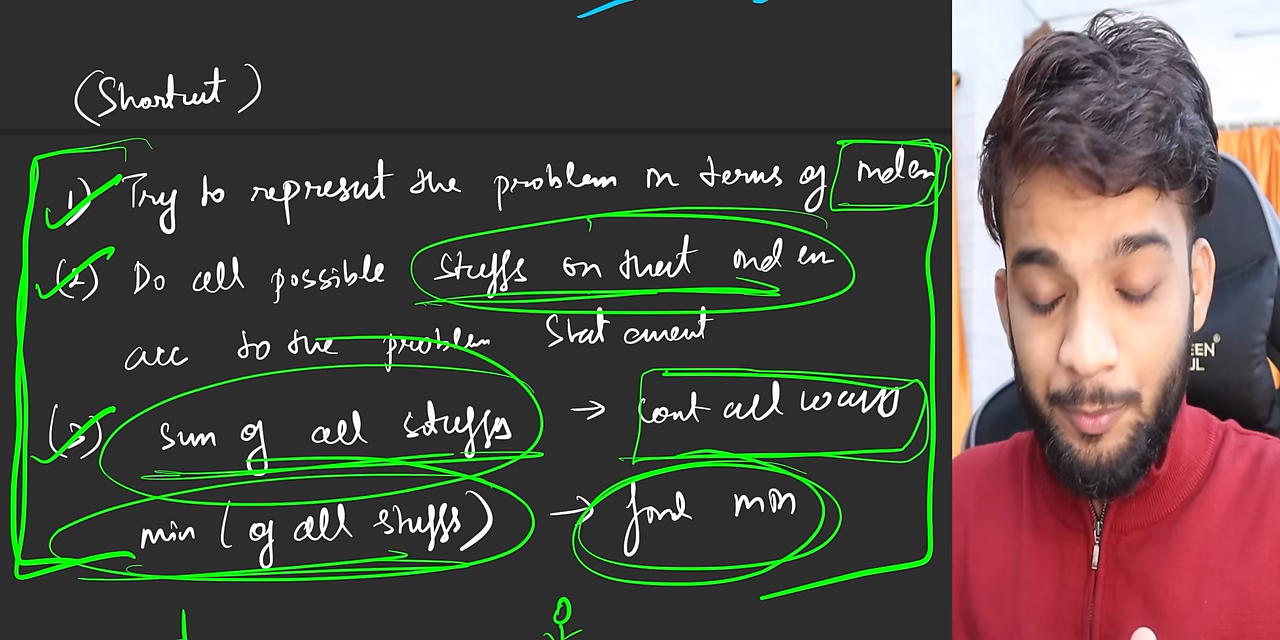 (Shortcut)
1) Try to represent the problem in terms of index
(2) Do all possible stuffs on that index
acc to the problem Statement
(3) sum of all stuffs → count all ways
min (of all stuffs) → find min
EEN
UL